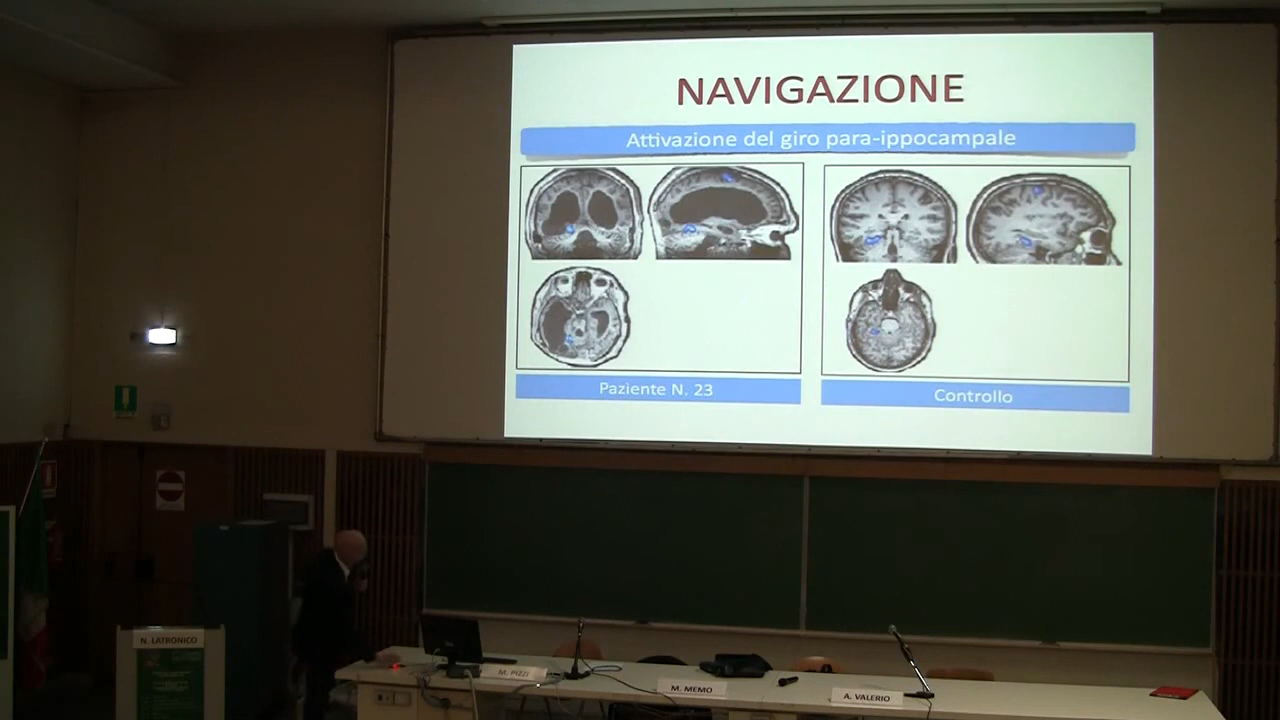 NAVIGAZIONE
Attivazione del giro para-ippocampale
Paziente N. 23
Controllo
N. LATRONICO
M. PIZZI
M. MEMO
A. VALERIO